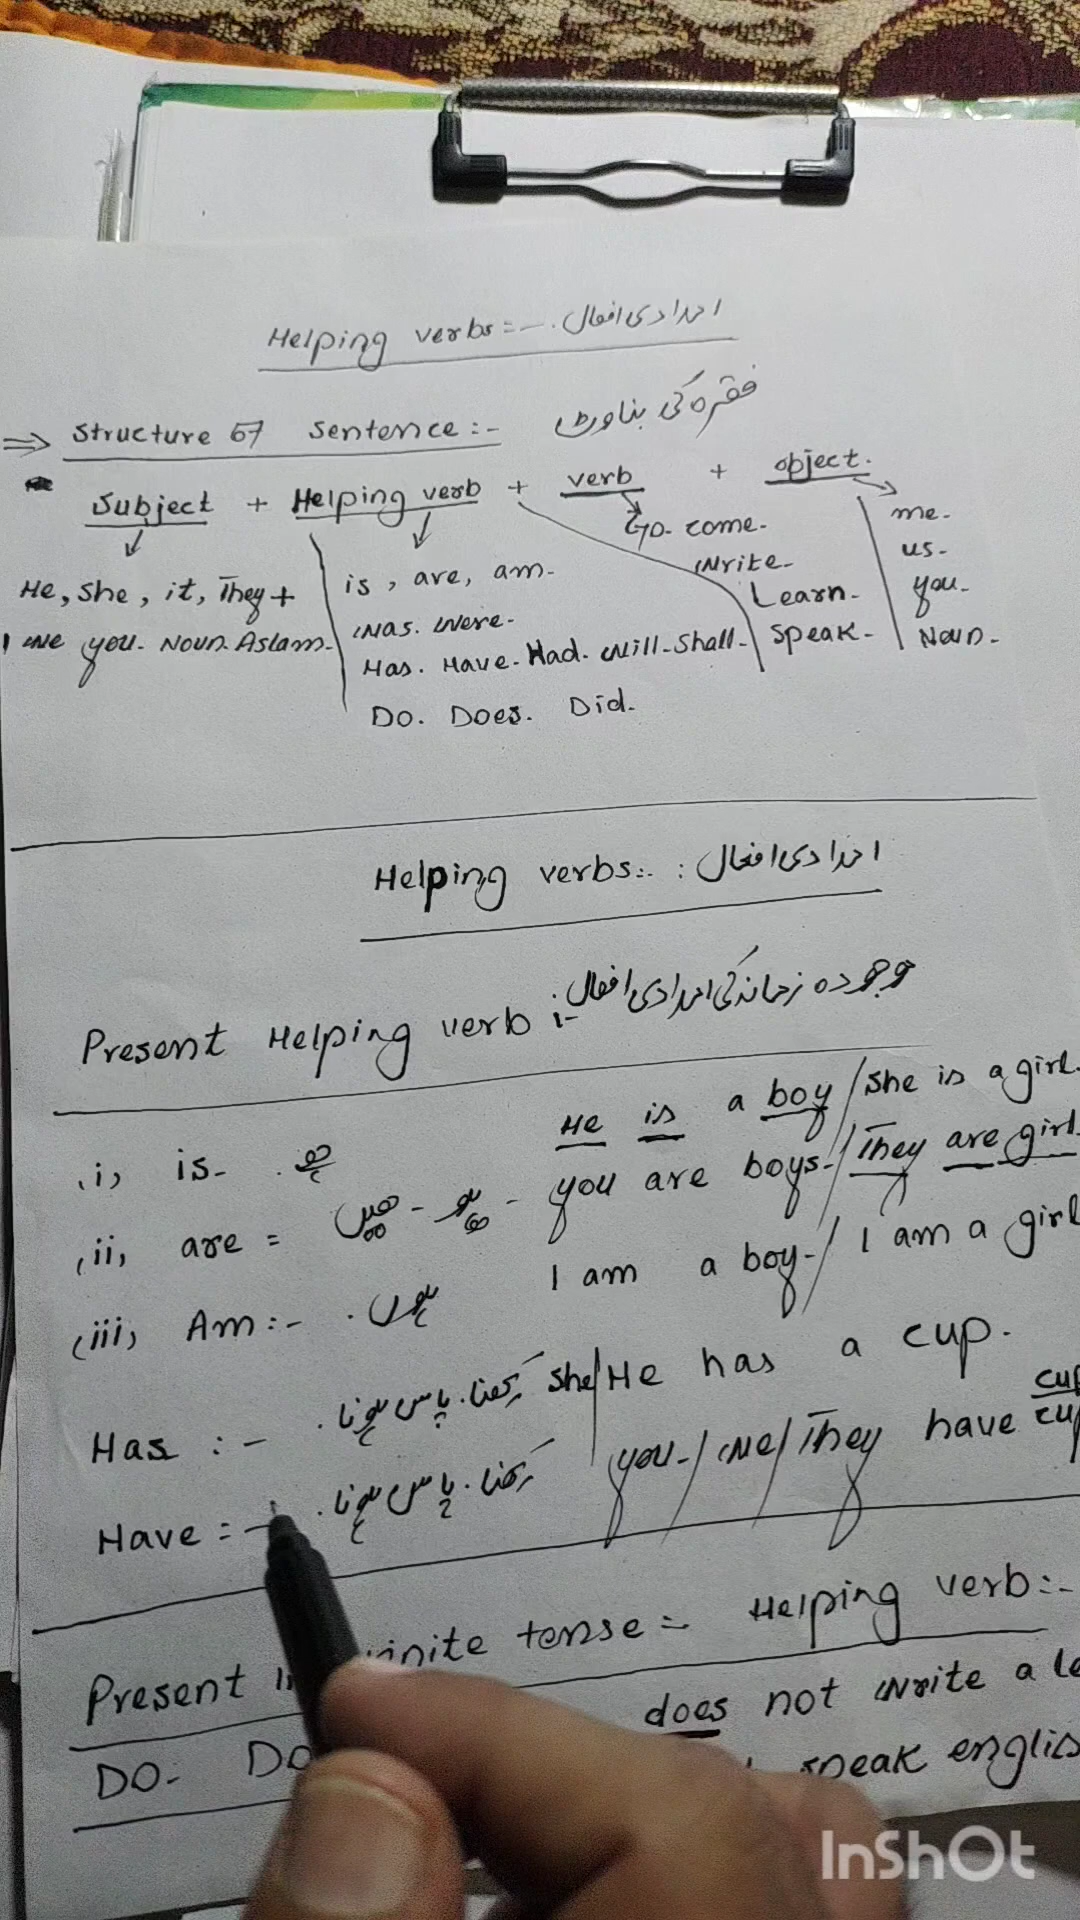 Helping verbs:- امدادی افعال
⇒ Structure of Sentence:- فقرہ کی بناوٹ
Subject + Helping verb + verb + object.
He, She, it, They + is, are, am. Go. come. me.
I We you. Noun. Aslam. Was. Were. Write. us.
Has. Have. Had. Will. Shall. Learn. you.
Do. Does. Did. Speak. Noun.
Helping verbs:- امدادی افعال
Present Helping verb :- موجودہ زمانہ کی امدادی افعال
(i) is- ہے He is a boy / She is a girl.
(ii) are = ہیں - ہو - you are boys- / They are girl
(iii) Am:- ہوں I am a boy- / I am a girl
Has :- رکھنا. پاس ہونا. She/He has a cup.
Have :- رکھنا. پاس ہونا. you- / We / They have cup
Present tense:- Helping verb:-
DO- does not write a
speak
InShOt